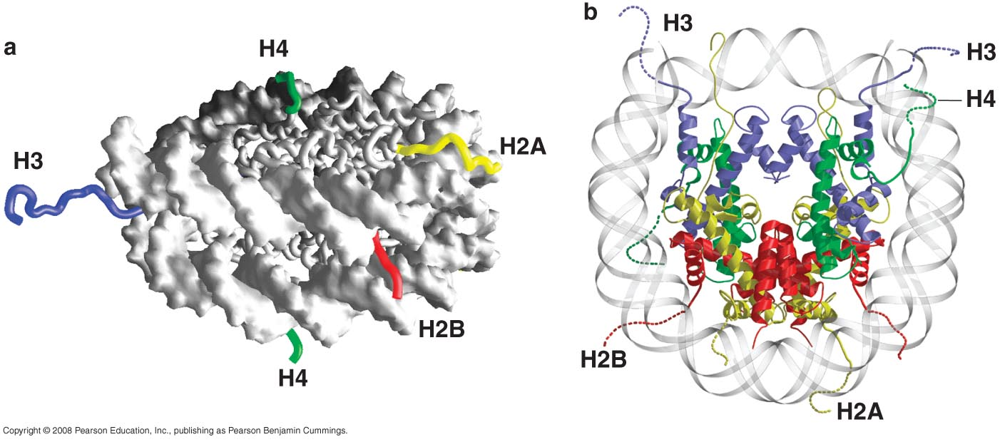 a
H4
H3
H2A
H2B
H4
b
H3
H3
H4
H2B
H2A
Copyright © 2008 Pearson Education, Inc., publishing as Pearson Benjamin Cummings.